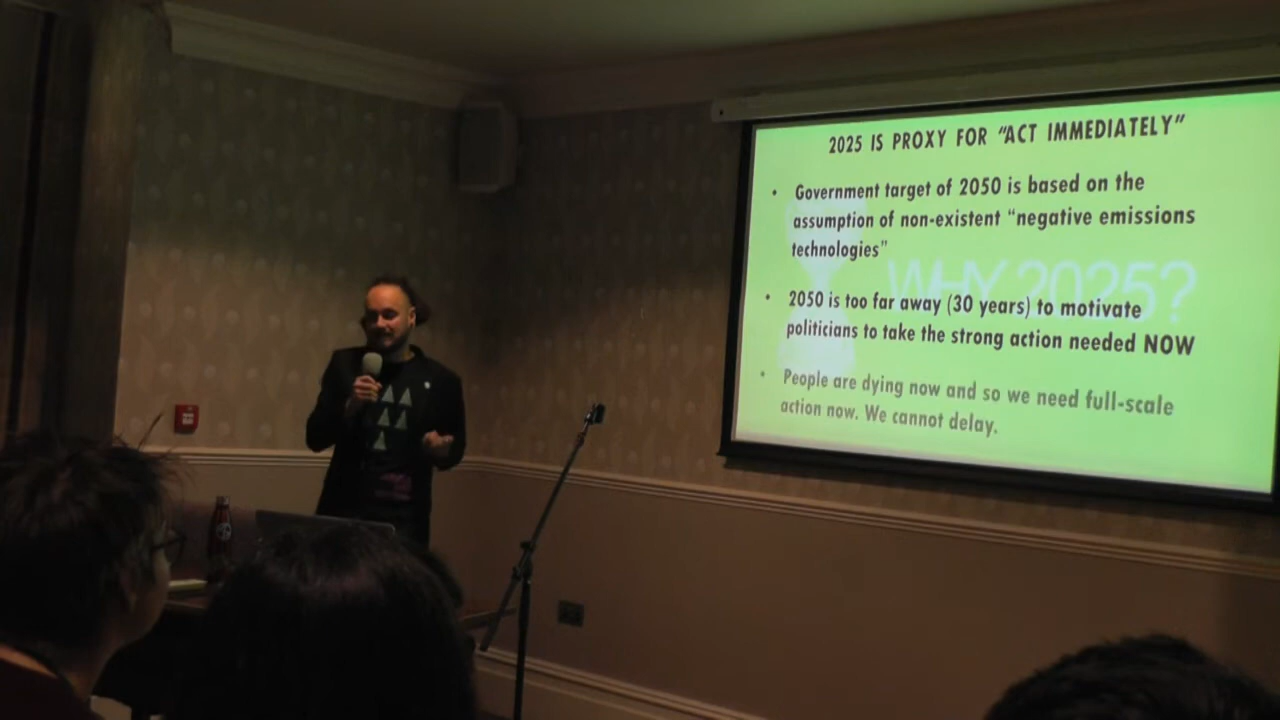 2025 IS PROXY FOR "ACT IMMEDIATELY"
• Government target of 2050 is based on the
assumption of non-existent “negative emissions
technologies”
WHY 2025?
• 2050 is too far away (30 years) to motivate
politicians to take the strong action needed NOW
• People are dying now and so we need full-scale
action now. We cannot delay.